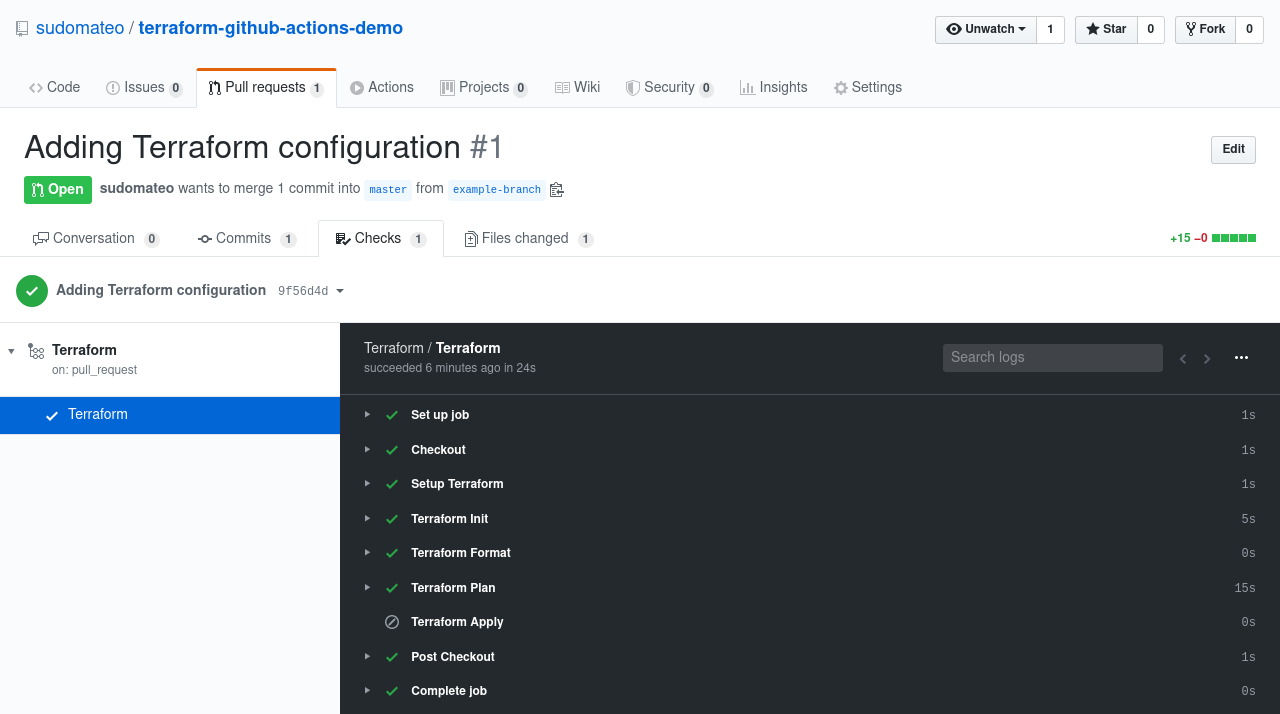 sudomateo / terraform-github-actions-demo
Unwatch 1 Star 0 Fork 0
Code Issues 0 Pull requests 1 Actions Projects 0 Wiki Security 0 Insights Settings
Adding Terraform configuration #1
Edit
Open sudomateo wants to merge 1 commit into master from example-branch
Conversation 0 Commits 1 Checks 1 Files changed 1 +15 −0
Adding Terraform configuration 9f56d4d
Terraform
on: pull_request
Terraform
Terraform / Terraform
succeeded 6 minutes ago in 24s
Search logs
Set up job 1s
Checkout 1s
Setup Terraform 1s
Terraform Init 5s
Terraform Format 0s
Terraform Plan 15s
Terraform Apply 0s
Post Checkout 1s
Complete job 0s